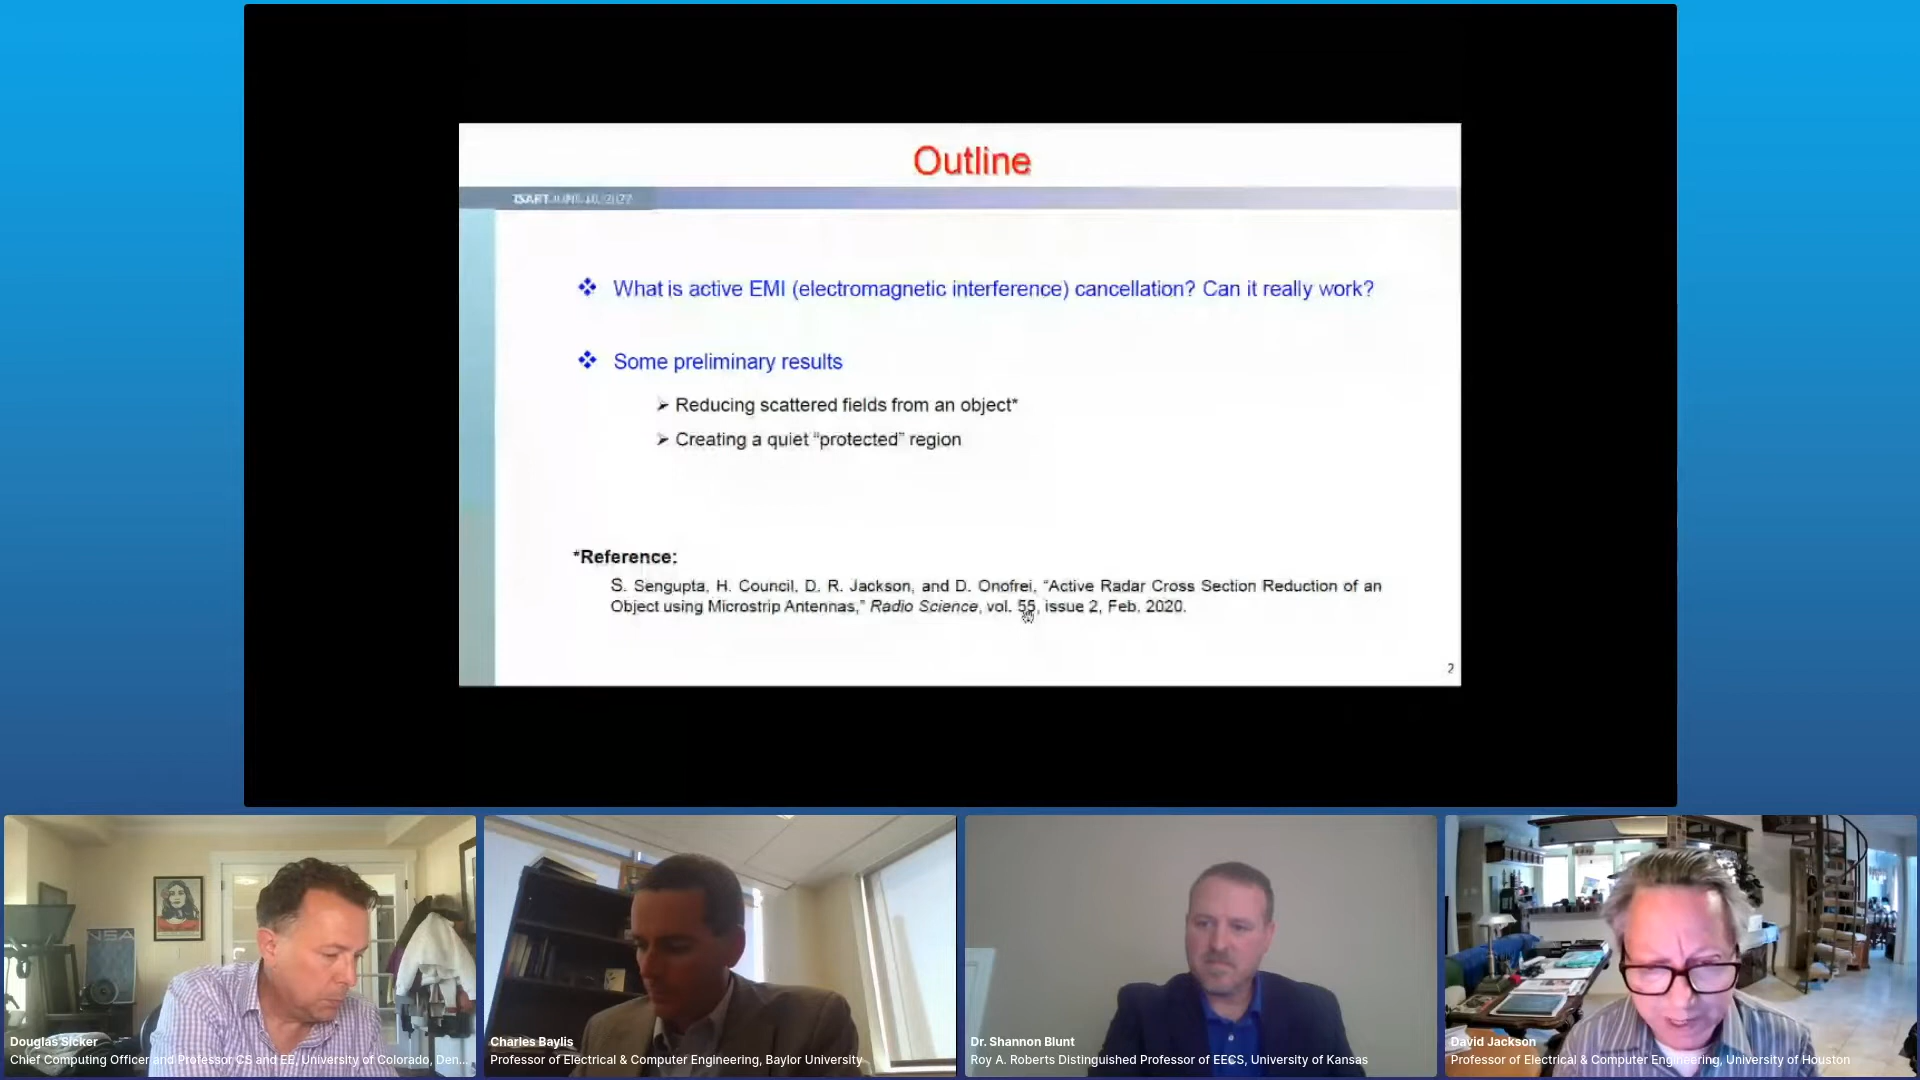 Outline
ISART JUNE 16, 2022
What is active EMI (electromagnetic interference) cancellation? Can it really work?
Some preliminary results
Reducing scattered fields from an object*
Creating a quiet “protected” region
*Reference:
S. Sengupta, H. Council, D. R. Jackson, and D. Onofrei, “Active Radar Cross Section Reduction of an
Object using Microstrip Antennas,” Radio Science, vol. 55, issue 2, Feb. 2020.
2
NSA
Douglas Sicker
Chief Computing Officer and Professor CS and EE, University of Colorado, Den...
Charles Baylis
Professor of Electrical & Computer Engineering, Baylor University
Dr. Shannon Blunt
Roy A. Roberts Distinguished Professor of EECS, University of Kansas
David Jackson
Professor of Electrical & Computer Engineering, University of Houston